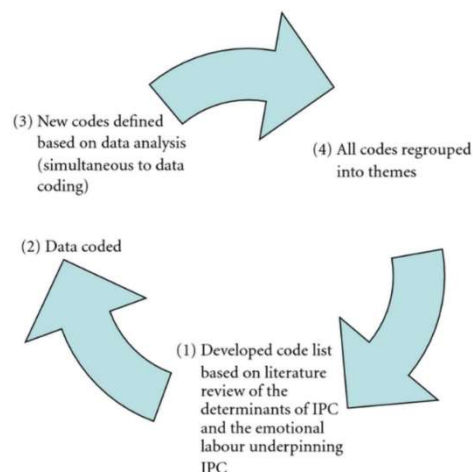 (3) New codes defined
based on data analysis
(simultaneous to data
coding)
(4) All codes regrouped
into themes
(2) Data coded
(1) Developed code list
based on literature
review of the
determinants of IPC
and the emotional
labour underpinning
IPC